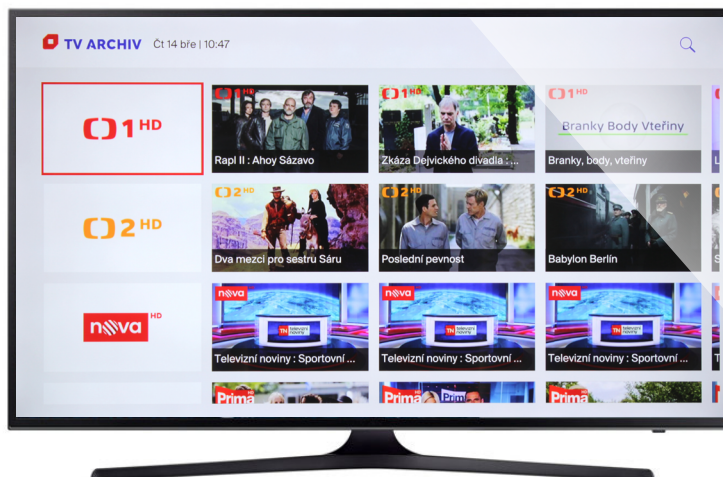 TV ARCHIV Čt 14 bře | 10:47
1 HD
1 HD
Rapl II : Ahoy Sázavo
1 HD
Zkáza Dejvického divadla : ...
1 HD
Branky Body Vteřiny
Branky, body, vteřiny
2 HD
2 HD
Dva mezci pro sestru Sáru
2 HD
Poslední pevnost
2 HD
Babylon Berlín
nova HD
nova
TN televizní noviny
Televizní noviny : Sportovní ...
nova
TN televizní noviny
Televizní noviny : Sportovní ...
nova
TN televizní noviny
Televizní noviny : Sportovní ...
Prima
Prima
Prima